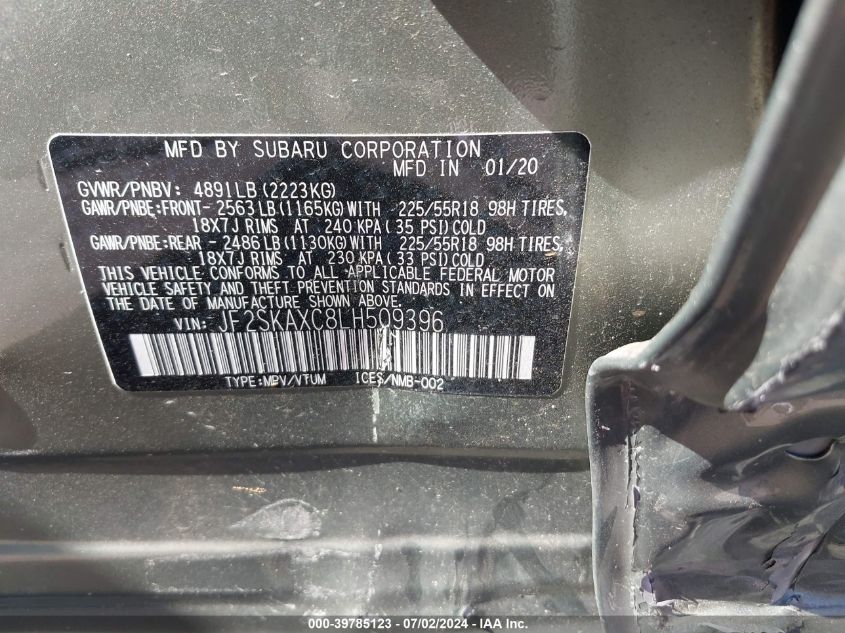 MFD BY SUBARU CORPORATION
MFD IN 01/20
GVWR/PNBV: 4891LB(2223KG)
GAWR/PNBE:FRONT- 2563LB(1165KG)WITH 225/55R18 98H TIRES,
18X7J RIMS AT 240 KPA(35 PSI)COLD
GAWR/PNBE:REAR - 2486LB(1130KG)WITH 225/55R18 98H TIRES,
18X7J RIMS AT 230 KPA(33 PSI)COLD
THIS VEHICLE CONFORMS TO ALL APPLICABLE FEDERAL MOTOR
VEHICLE SAFETY AND THEFT PREVENTION STANDARDS IN EFFECT ON
THE DATE OF MANUFACTURE SHOWN ABOVE.
VIN: JF2SKAXC8LH509396
TYPE:MPV/VTUM ICES/NMB-002
000-39785123 - 07/02/2024 - IAA Inc.